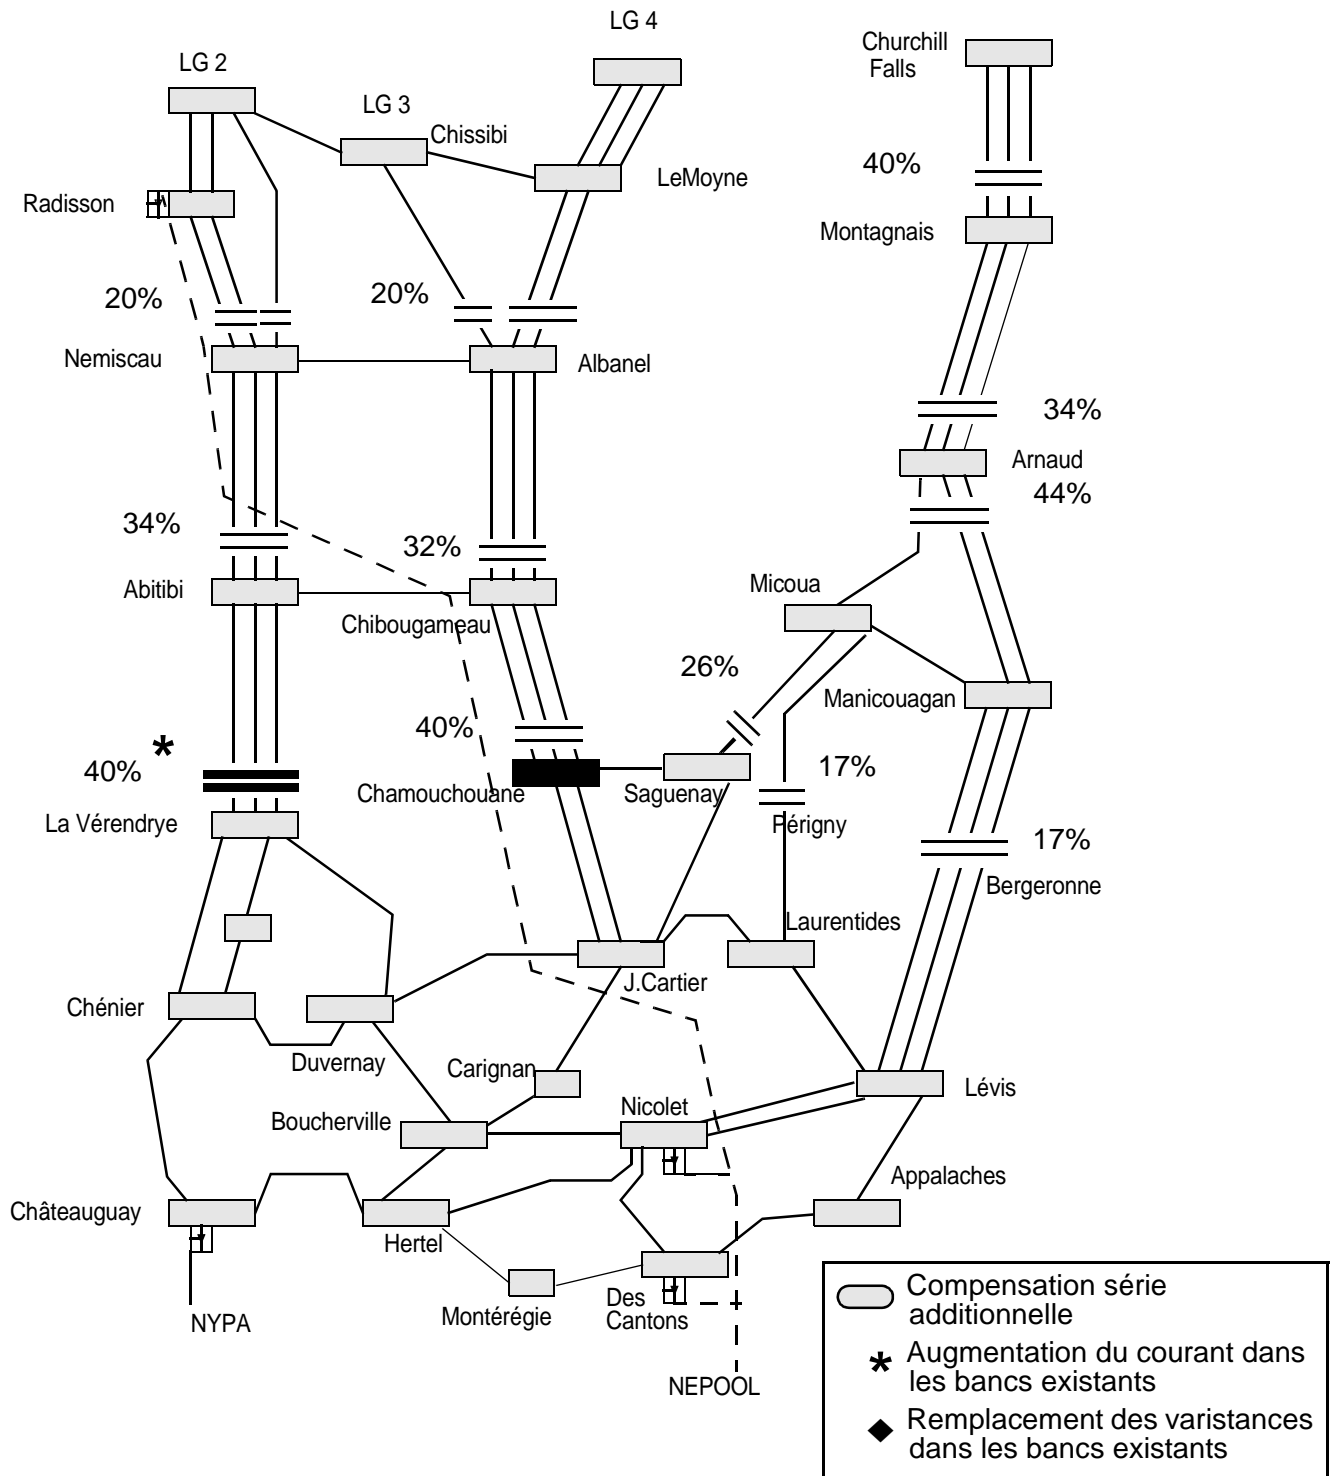 LG 4
Churchill
Falls
LG 2
LG 3
Chissibi
40%
LeMoyne
Radisson
Montagnais
20%
20%
Nemiscau
Albanel
34%
Arnaud
44%
34%
32%
Micoua
Abitibi
Chibougameau
26%
Manicouagan
*
40%
40%
17%
Chamouchouane
Saguenay
La Vérendrye
Périgny
17%
Bergeronne
Laurentides
J.Cartier
Chénier
Duvernay
Carignan
Lévis
Nicolet
Boucherville
Appalaches
Châteauguay
Hertel
Des
Cantons
Montérégie
NYPA
NEPOOL
Compensation série
additionnelle
* Augmentation du courant dans
les bancs existants
◆ Remplacement des varistances
dans les bancs existants